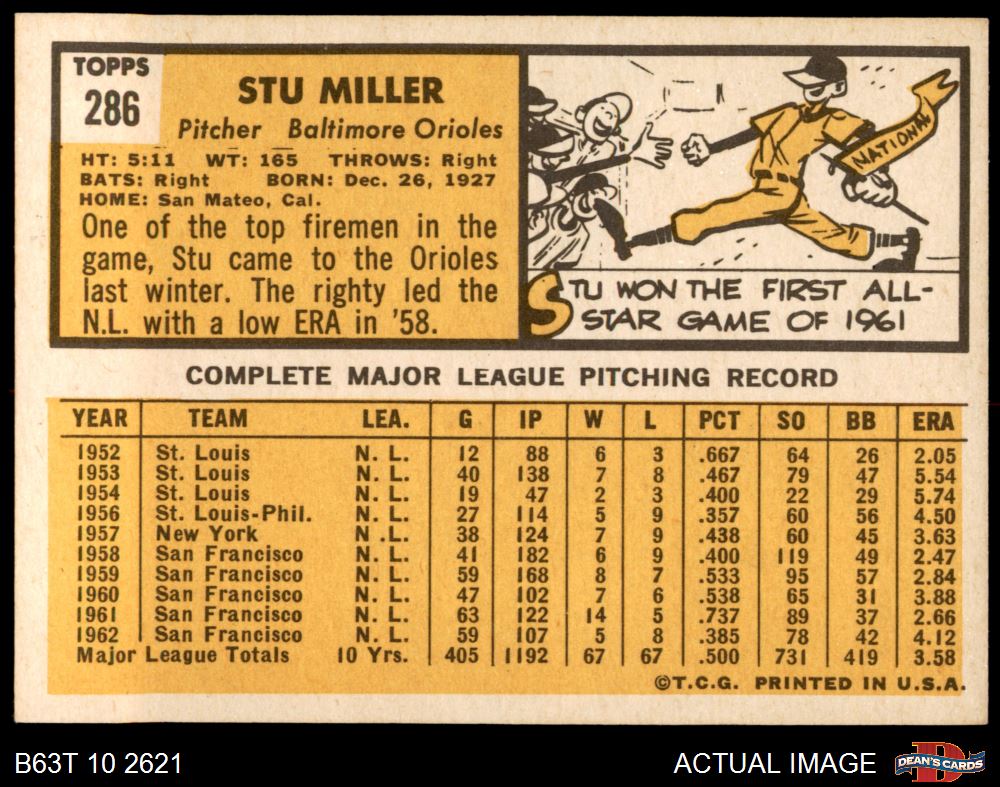 TOPPS
286
STU MILLER
Pitcher Baltimore Orioles
HT: 5:11 WT: 165 THROWS: Right
BATS: Right BORN: Dec. 26, 1927
HOME: San Mateo, Cal.
One of the top firemen in the
game, Stu came to the Orioles
last winter. The righty led the
N.L. with a low ERA in '58.
NATIONAL
STU WON THE FIRST ALL-
STAR GAME OF 1961
COMPLETE MAJOR LEAGUE PITCHING RECORD
YEAR TEAM LEA. G IP W L PCT SO BB ERA
1952 St. Louis N. L. 12 88 6 3 .667 64 26 2.05
1953 St. Louis N. L. 40 138 7 8 .467 79 47 5.54
1954 St. Louis N. L. 19 47 2 3 .400 22 29 5.74
1956 St. Louis-Phil. N. L. 27 114 5 9 .357 60 56 4.50
1957 New York N .L. 38 124 7 9 .438 60 45 3.63
1958 San Francisco N. L. 41 182 6 9 .400 119 49 2.47
1959 San Francisco N. L. 59 168 8 7 .533 95 57 2.84
1960 San Francisco N. L. 47 102 7 6 .538 65 31 3.88
1961 San Francisco N. L. 63 122 14 5 .737 89 37 2.66
1962 San Francisco N. L. 59 107 5 8 .385 78 42 4.12
Major League Totals 10 Yrs. 405 1192 67 67 .500 731 419 3.58
©T.C.G. PRINTED IN U.S.A.
B63T 10 2621
ACTUAL IMAGE
DEAN'S CARDS